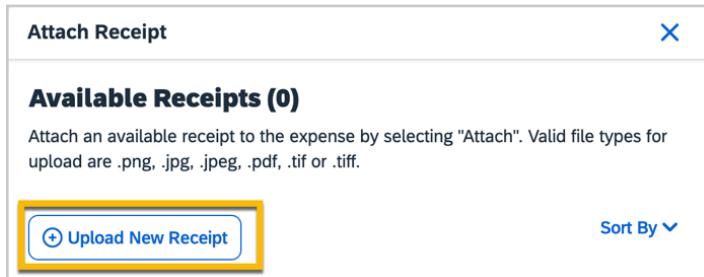 Attach Receipt
Available Receipts (0)
Attach an available receipt to the expense by selecting "Attach". Valid file types for
upload are .png, .jpg, .jpeg, .pdf, .tif or .tiff.
Upload New Receipt
Sort By